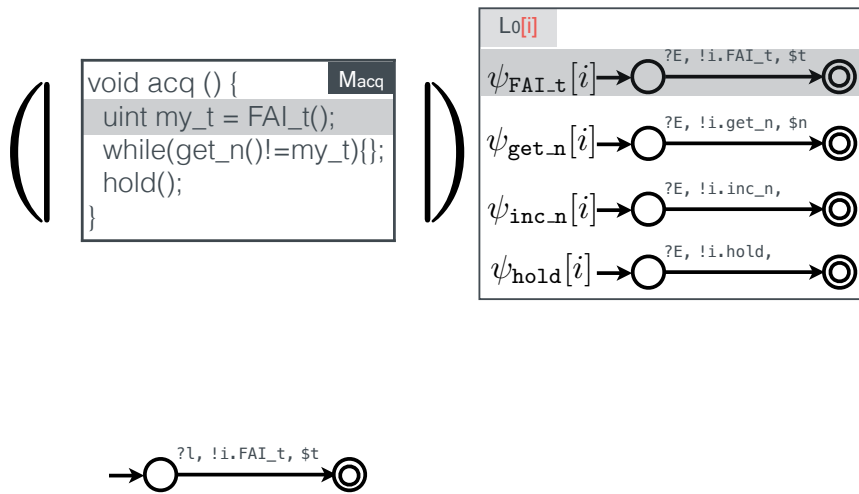 void acq () {
Macq
uint my_t = FAI_t();
while(get_n()!=my_t){};
hold();
}
L0[i]
ψFAI_t[i]
?E, !i.FAI_t, $t
ψget_n[i]
?E, !i.get_n, $n
ψinc_n[i]
?E, !i.inc_n,
ψhold[i]
?E, !i.hold,
?l, !i.FAI_t, $t